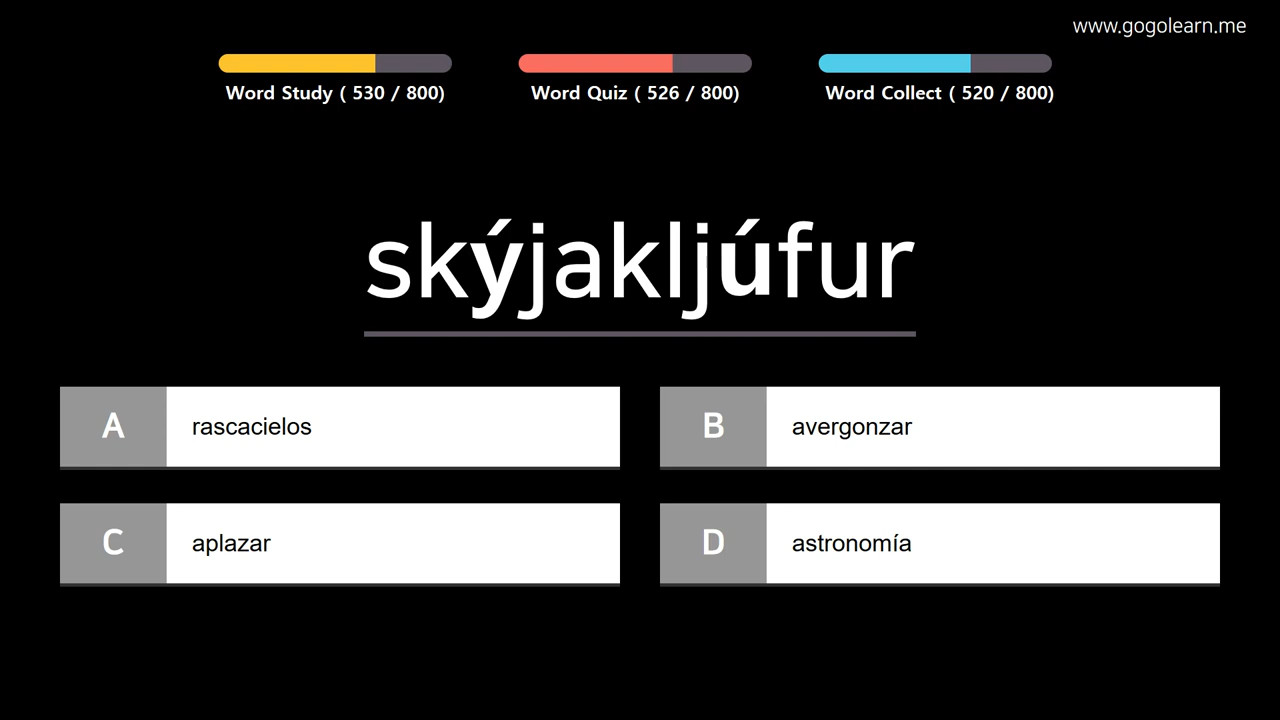 www.gogolearn.me
Word Study ( 530 / 800)
Word Quiz ( 526 / 800)
Word Collect ( 520 / 800)
skýjakljúfur
A rascacielos
B avergonzar
C aplazar
D astronomía